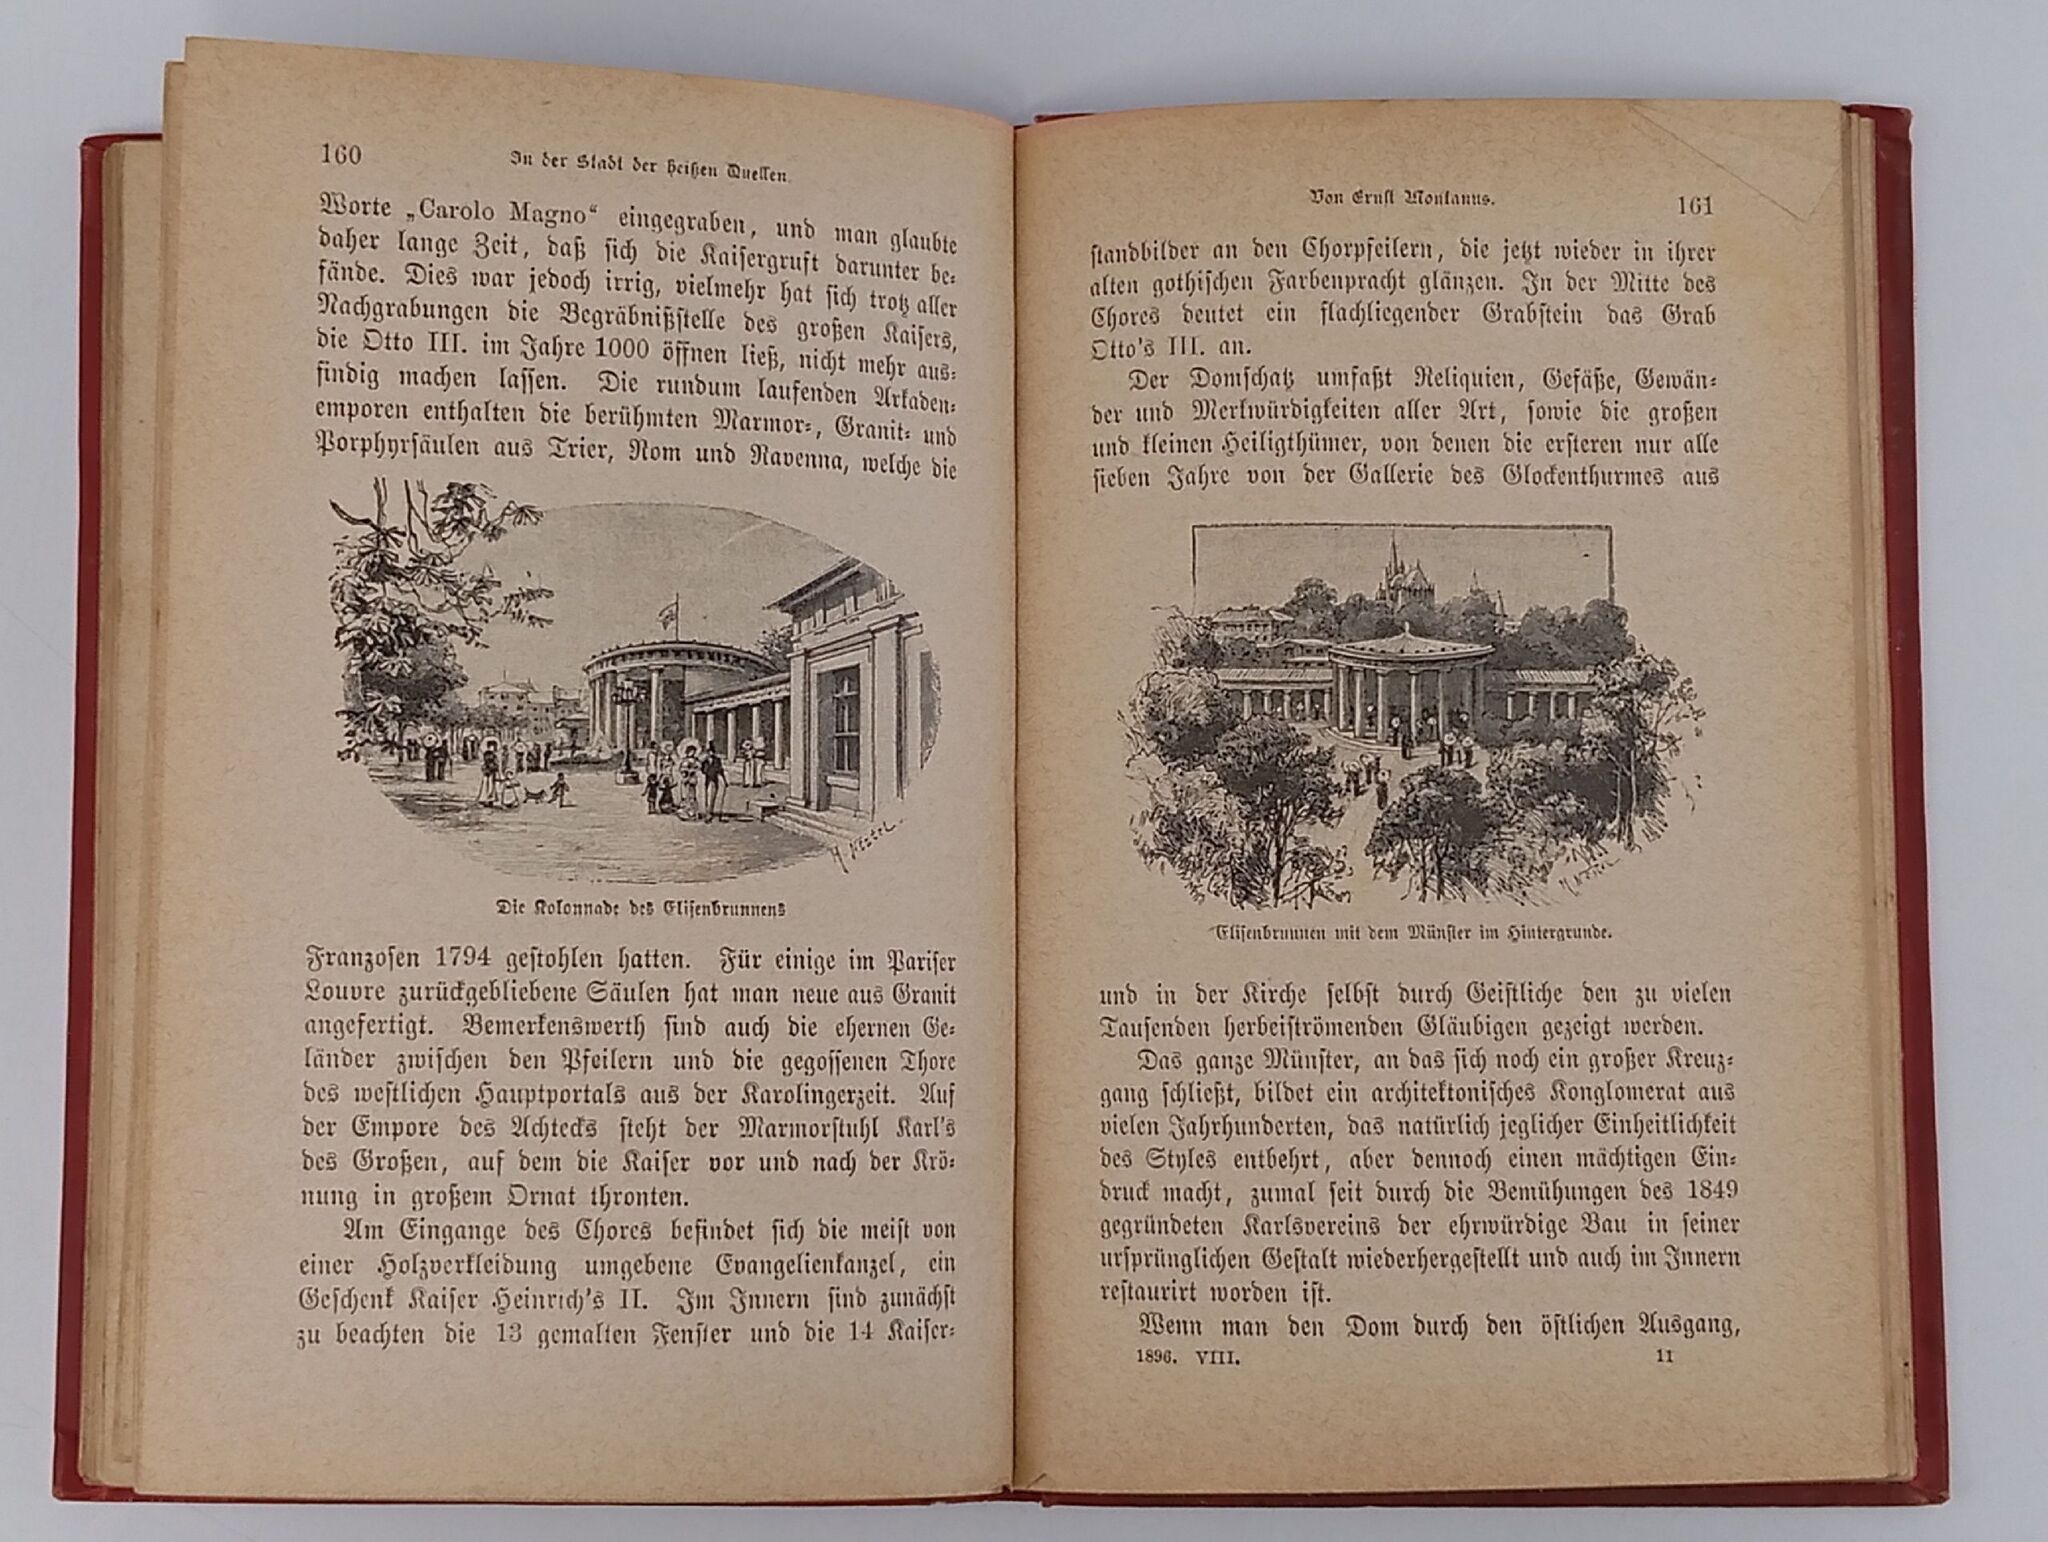 160
In der Stadt der heißen Quellen.
Worte „Carolo Magno“ eingegraben, und man glaubte
daher lange Zeit, daß sich die Kaisergruft darunter be-
fände. Dies war jedoch irrig, vielmehr hat sich trotz aller
Nachgrabungen die Begräbnißstelle des großen Kaisers,
die Otto III. im Jahre 1000 öffnen ließ, nicht mehr aus-
findig machen lassen. Die rundum laufenden Arkaden-
emporen enthalten die berühmten Marmor-, Granit- und
Porphyrsäulen aus Trier, Rom und Ravenna, welche die
Die Kolonnade des Elisenbrunnens
Franzosen 1794 gestohlen hatten. Für einige im Pariser
Louvre zurückgebliebene Säulen hat man neue aus Granit
angefertigt. Bemerkenswerth sind auch die ehernen Ge-
länder zwischen den Pfeilern und die gegossenen Thore
des westlichen Hauptportals aus der Karolingerzeit. Auf
der Empore des Achtecks steht der Marmorstuhl Karl's
des Großen, auf dem die Kaiser vor und nach der Krö-
nung in großem Ornat thronten.
Am Eingange des Chores befindet sich die meist von
einer Holzverkleidung umgebene Evangelienkanzel, ein
Geschenk Kaiser Heinrich's II. Im Innern sind zunächst
zu beachten die 13 gemalten Fenster und die 14 Kaiser-
Von Ernst Montanus.
161
standbilder an den Chorpfeilern, die jetzt wieder in ihrer
alten gothischen Farbenpracht glänzen. In der Mitte des
Chores deutet ein flachliegender Grabstein das Grab
Otto's III. an.
Der Domschatz umfaßt Reliquien, Gefäße, Gewän-
der und Merkwürdigkeiten aller Art, sowie die großen
und kleinen Heiligthümer, von denen die ersteren nur alle
sieben Jahre von der Gallerie des Glockenthurmes aus
Elisenbrunnen mit dem Münster im Hintergrunde.
und in der Kirche selbst durch Geistliche den zu vielen
Tausenden herbeiströmenden Gläubigen gezeigt werden.
Das ganze Münster, an das sich noch ein großer Kreuz-
gang schließt, bildet ein architektonisches Konglomerat aus
vielen Jahrhunderten, das natürlich jeglicher Einheitlichkeit
des Styles entbehrt, aber dennoch einen mächtigen Ein-
druck macht, zumal seit durch die Bemühungen des 1849
gegründeten Karlsvereins der ehrwürdige Bau in seiner
ursprünglichen Gestalt wiederhergestellt und auch im Innern
restaurirt worden ist.
Wenn man den Dom durch den östlichen Ausgang,
1896. VIII.
11